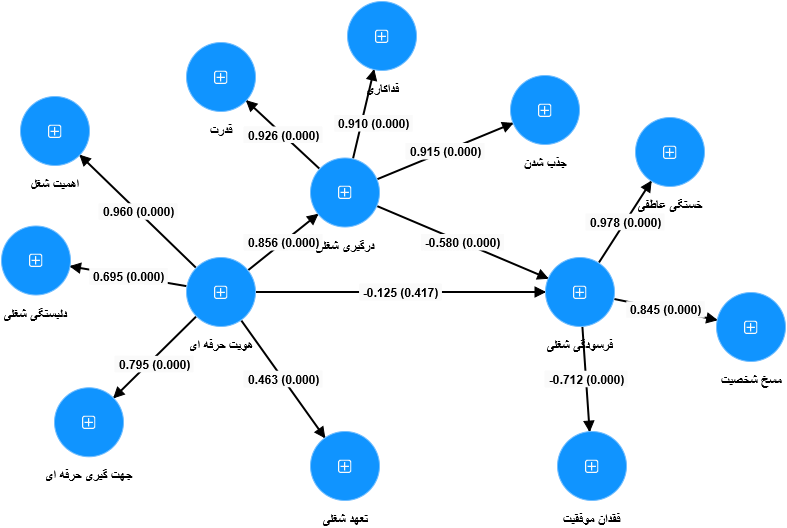 فداکاری
قدرت
0.910 (0.000)
0.926 (0.000)
0.915 (0.000)
جذب شدن
اهمیت شغل
خستگی عاطفی
0.960 (0.000)
0.978 (0.000)
0.856 (0.000)
درگیری شغلی
-0.580 (0.000)
0.695 (0.000)
-0.125 (0.417)
دلبستگی شغلی
0.845 (0.000)
هویت حرفه ای
فرسودگی شغلی
0.795 (0.000)
0.463 (0.000)
-0.712 (0.000)
مسخ شخصیت
جهت گیری حرفه ای
تعهد شغلی
فقدان موفقیت